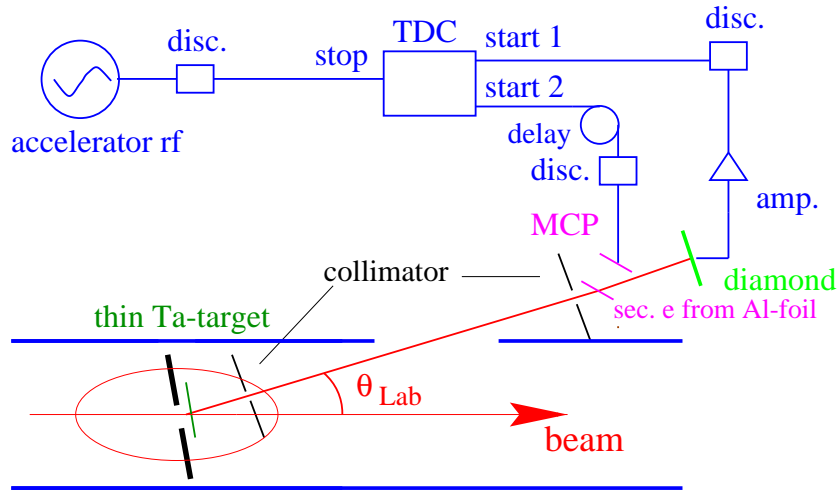 disc.
TDC
start 1
disc.
stop
start 2
accelerator rf
delay
disc.
amp.
MCP
collimator
diamond
sec. e from Al-foil
thin Ta-target
θ Lab
beam